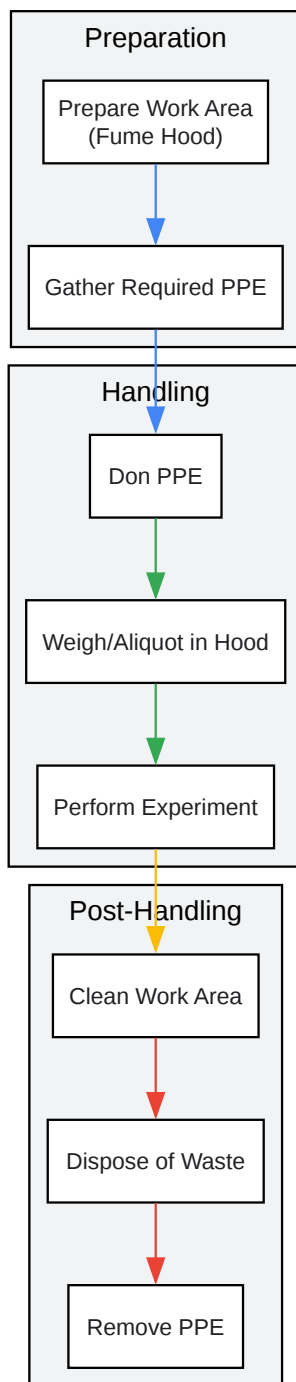 Preparation
Prepare Work Area
(Fume Hood)
Gather Required PPE
Handling
Don PPE
Weigh/Aliquot in Hood
Perform Experiment
Post-Handling
Clean Work Area
Dispose of Waste
Remove PPE